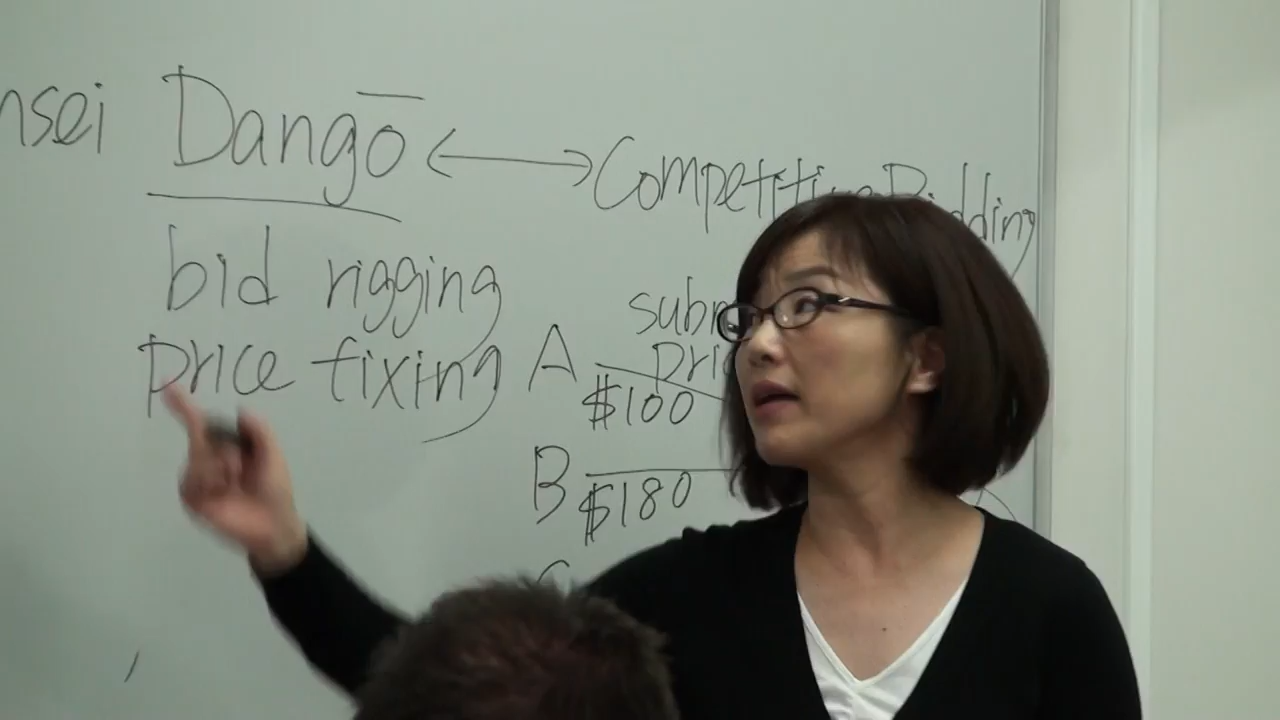 nsei Dangō ←→ Competitive Bidding
bid rigging
price fixing
A $100
B $180